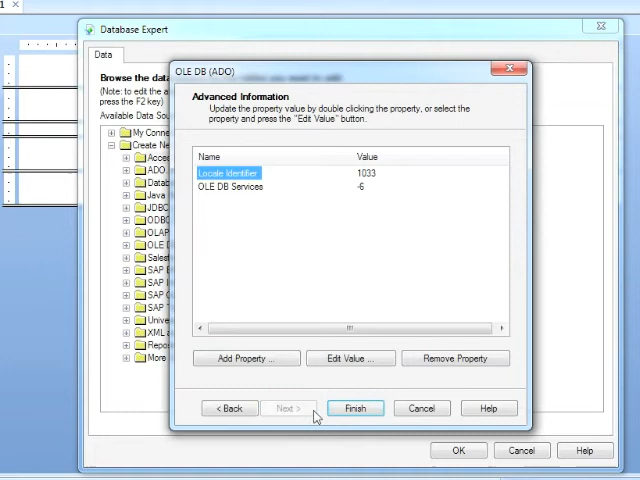 1 ×
Database Expert
Data
OLE DB (ADO)
Browse the data
(Note: to edit the a
press the F2 key)
Available Data Sou
My Conne
Create Ne
Acces
ADO.
Datab
Java
JDBC
ODBC
OLAP
OLE D
Salesf
SAP B
SAP I
SAP O
SAP T
Unive
XML a
Repos
More
Advanced Information
Update the property value by double clicking the property, or select the
property and press the "Edit Value" button.
Name Value
Locale Identifier 1033
OLE DB Services -6
Add Property ... Edit Value ... Remove Property
< Back Next > Finish Cancel Help
OK Cancel Help